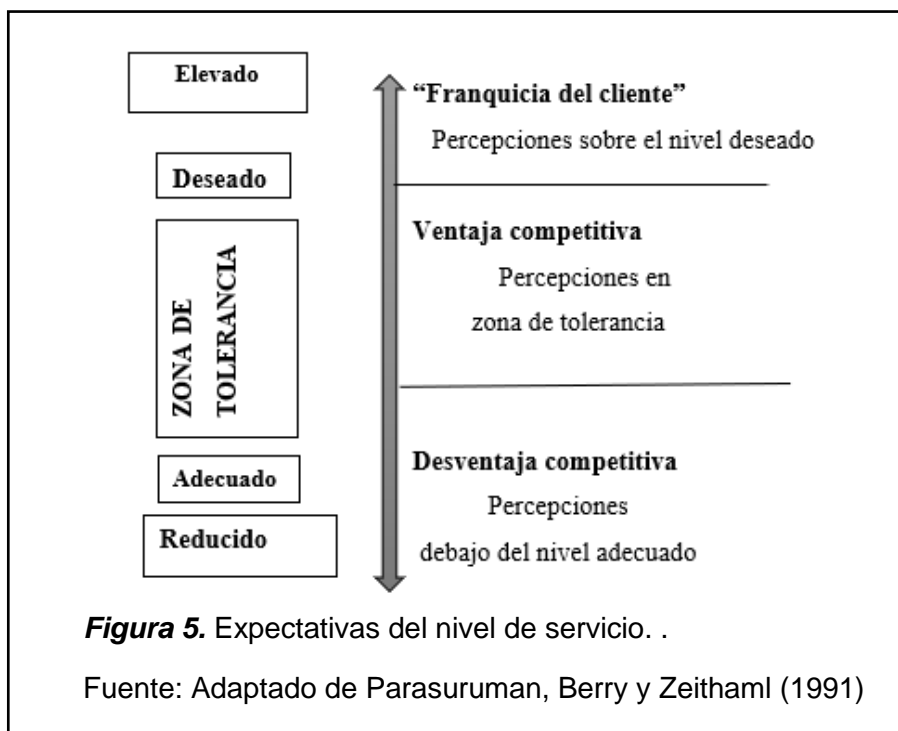 Elevado
Deseado
ZONA DE
TOLERANCIA
Adecuado
Reducido
“Franquicia del cliente”
Percepciones sobre el nivel deseado
Ventaja competitiva
Percepciones en
zona de tolerancia
Desventaja competitiva
Percepciones
debajo del nivel adecuado
Figura 5. Expectativas del nivel de servicio. .
Fuente: Adaptado de Parasuruman, Berry y Zeithaml (1991)